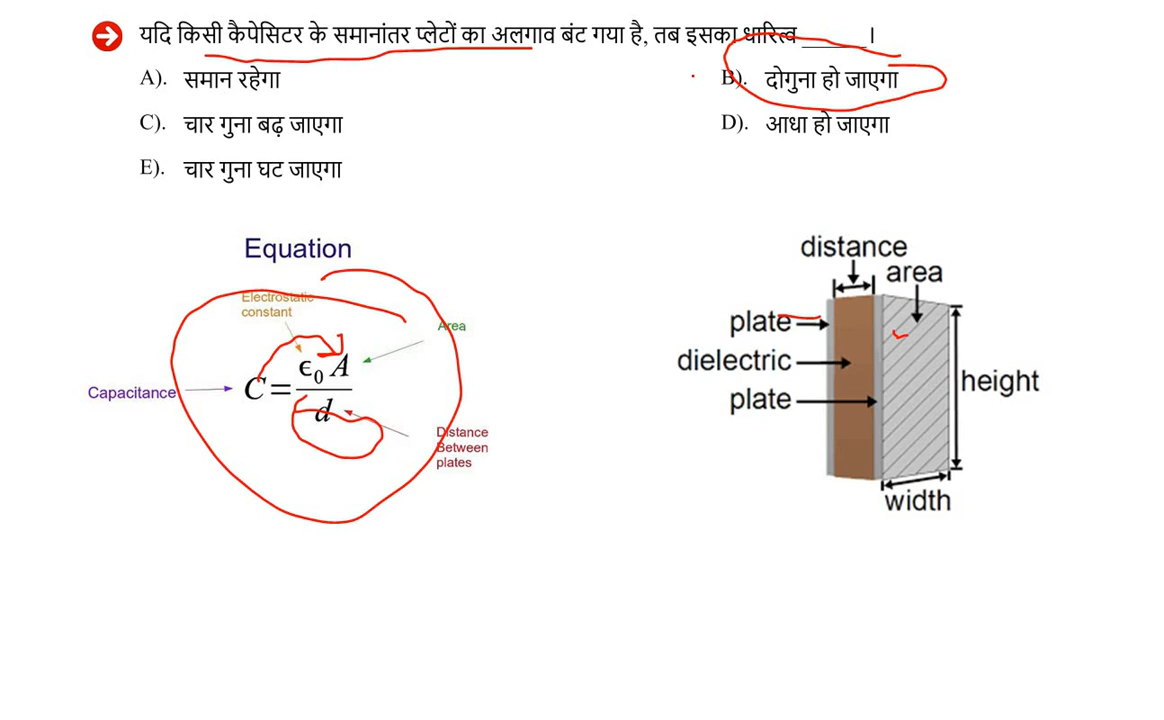 यदि किसी कैपेसिटर के समानांतर प्लेटों का अलगाव बंट गया है, तब इसका धारित्व ______।
A). समान रहेगा
B). दोगुना हो जाएगा
C). चार गुना बढ़ जाएगा
D). आधा हो जाएगा
E). चार गुना घट जाएगा
Equation
Electrostatic
constant
Area
Capacitance
C = ϵ₀ A / d
Distance
Between
plates
distance
area
plate
dielectric
plate
height
width